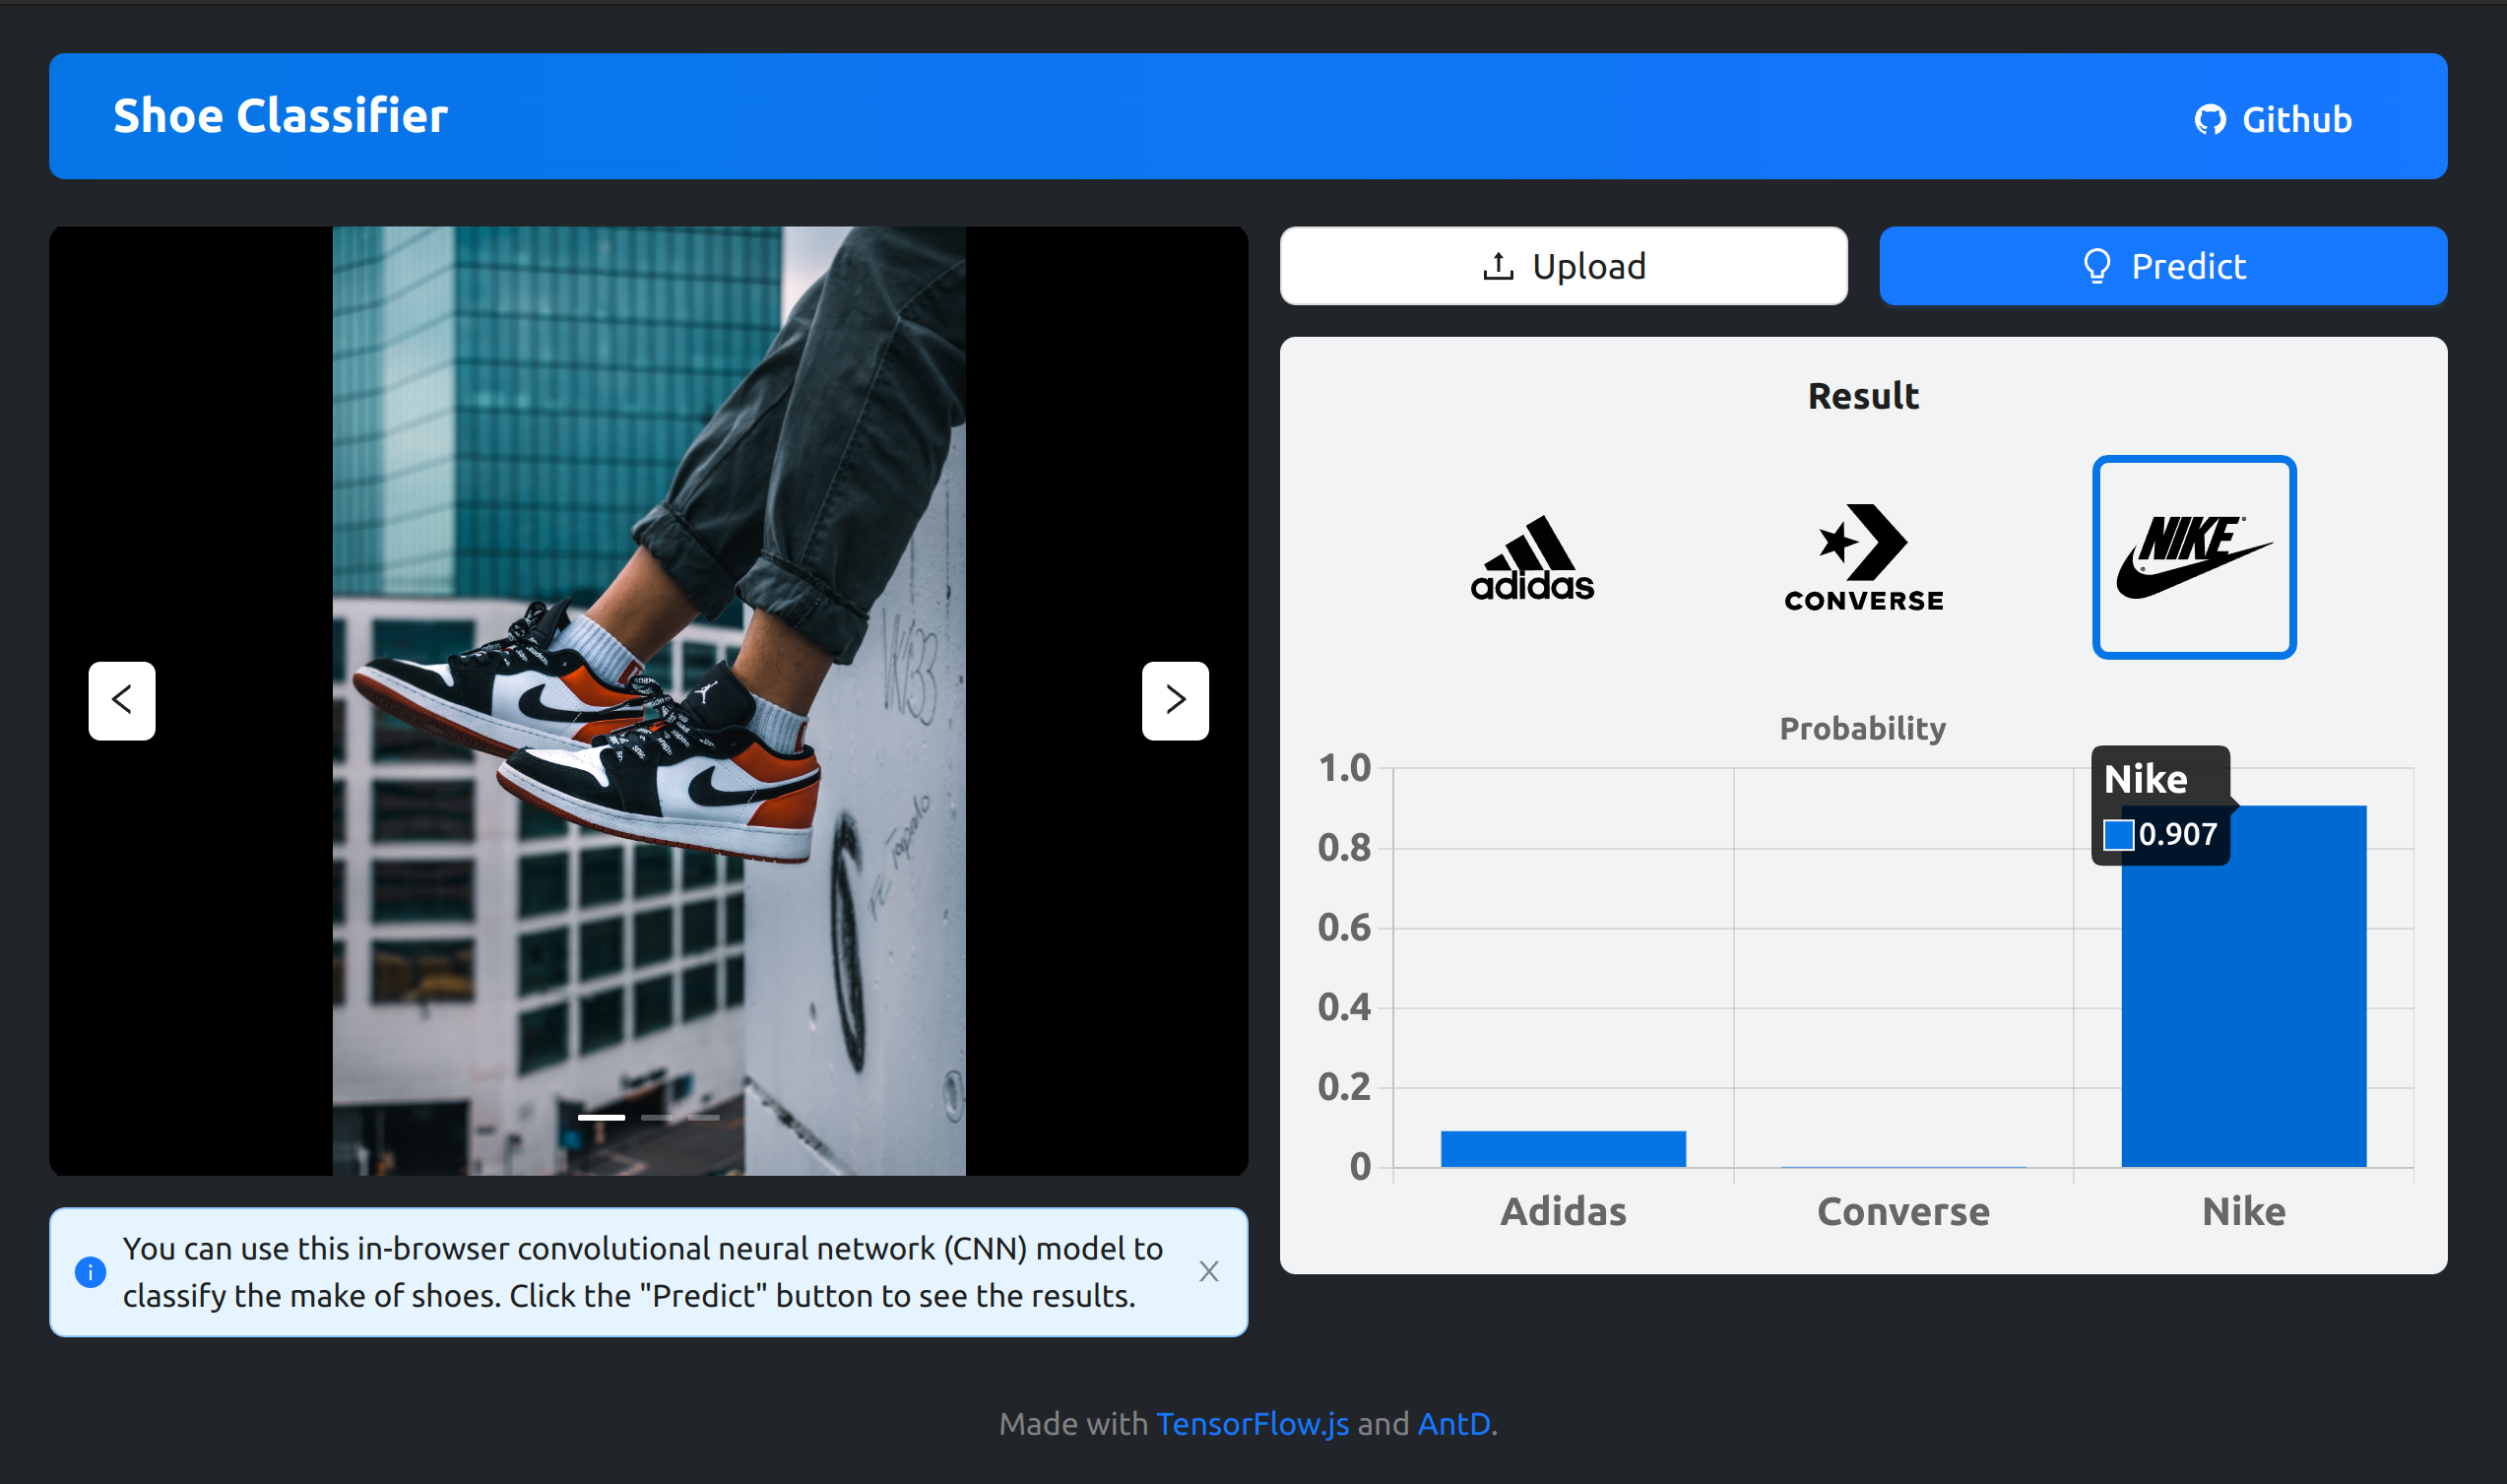 Shoe Classifier
Github
Upload
Predict
Result
adidas
CONVERSE
NIKE
Probability
1.0
0.8
0.6
0.4
0.2
0
Nike
0.907
Adidas
Converse
Nike
You can use this in-browser convolutional neural network (CNN) model to
classify the make of shoes. Click the "Predict" button to see the results.
Made with TensorFlow.js and AntD.